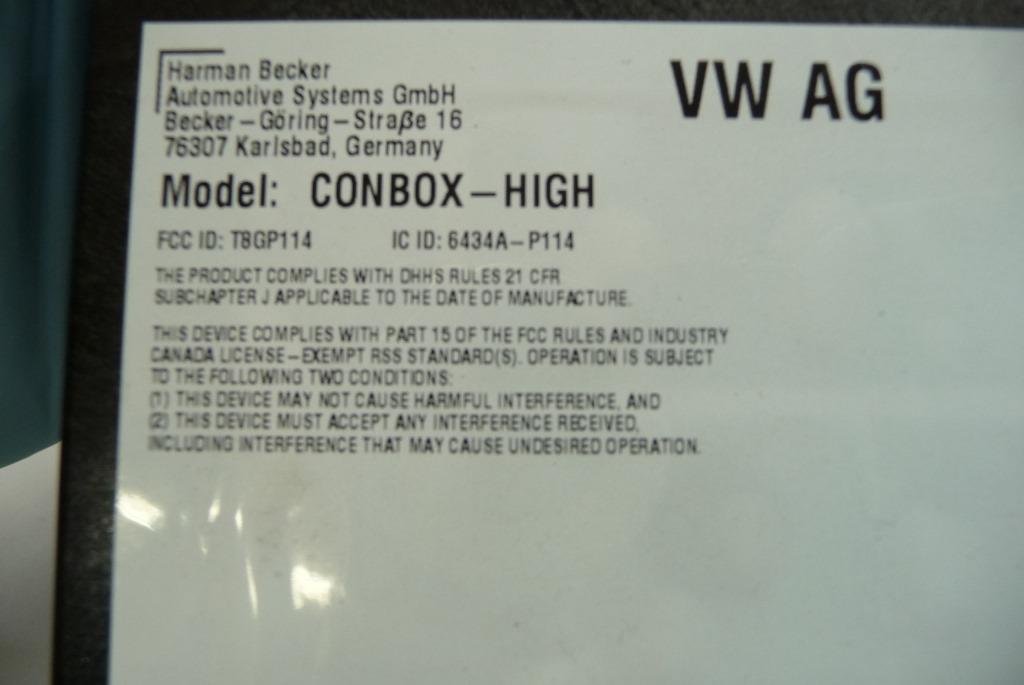 Harman Becker
Automotive Systems GmbH
Becker–Göring–Straße 16
76307 Karlsbad, Germany
VW AG
Model: CONBOX–HIGH
FCC ID: T8GP114 IC ID: 6434A–P114
THE PRODUCT COMPLIES WITH DHHS RULES 21 CFR
SUBCHAPTER J APPLICABLE TO THE DATE OF MANUFACTURE.
THIS DEVICE COMPLIES WITH PART 15 OF THE FCC RULES AND INDUSTRY
CANADA LICENSE–EXEMPT RSS STANDARD(S). OPERATION IS SUBJECT
TO THE FOLLOWING TWO CONDITIONS:
(1) THIS DEVICE MAY NOT CAUSE HARMFUL INTERFERENCE, AND
(2) THIS DEVICE MUST ACCEPT ANY INTERFERENCE RECEIVED,
INCLUDING INTERFERENCE THAT MAY CAUSE UNDESIRED OPERATION.